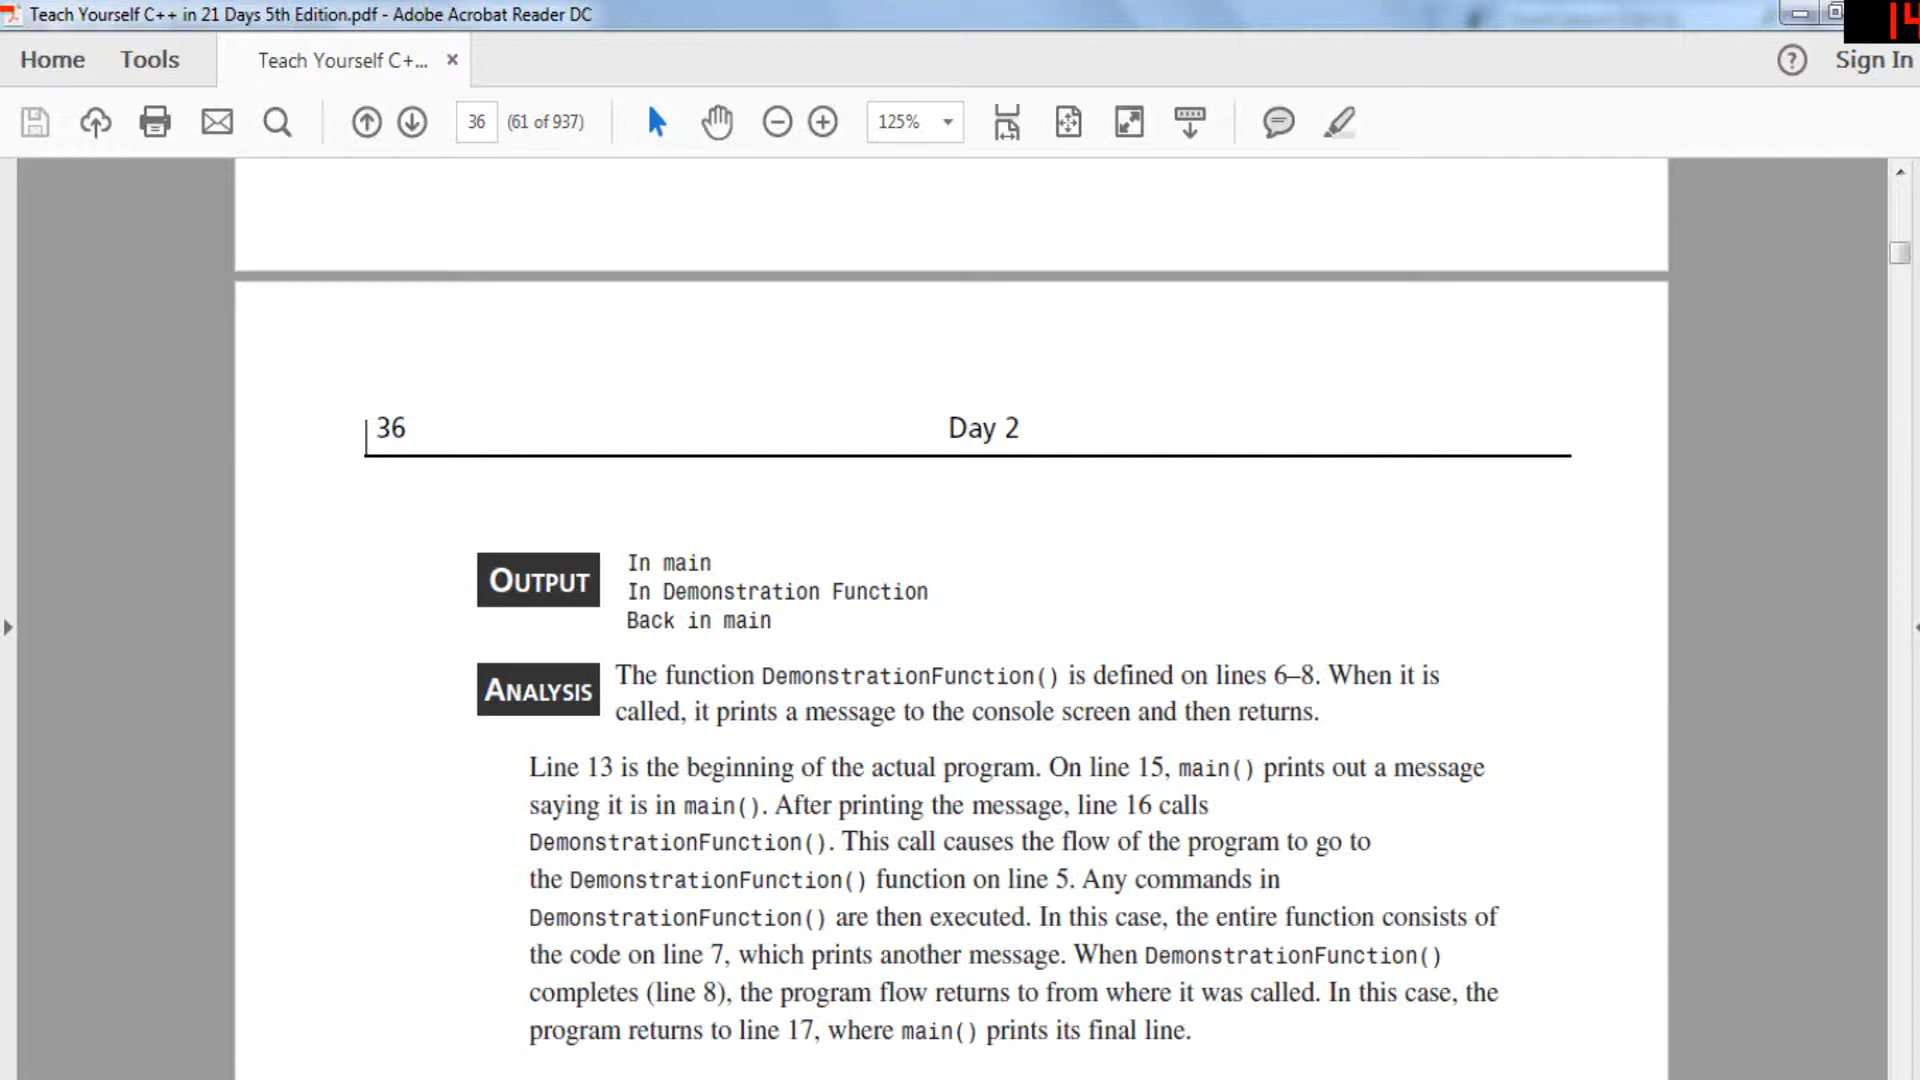 Teach Yourself C++ in 21 Days 5th Edition.pdf - Adobe Acrobat Reader DC
14
Home Tools Teach Yourself C+... × ? Sign In
36 (61 of 937) 125%
36 Day 2
OUTPUT In main
In Demonstration Function
Back in main
ANALYSIS The function DemonstrationFunction() is defined on lines 6–8. When it is
called, it prints a message to the console screen and then returns.
Line 13 is the beginning of the actual program. On line 15, main() prints out a message
saying it is in main(). After printing the message, line 16 calls
DemonstrationFunction(). This call causes the flow of the program to go to
the DemonstrationFunction() function on line 5. Any commands in
DemonstrationFunction() are then executed. In this case, the entire function consists of
the code on line 7, which prints another message. When DemonstrationFunction()
completes (line 8), the program flow returns to from where it was called. In this case, the
program returns to line 17, where main() prints its final line.